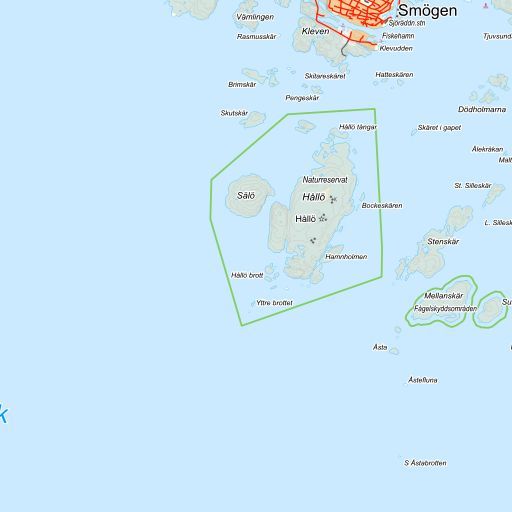 Smögen
Vämlingen
Sjöräddn.stn
Kleven
Rasmusskär
Fiskehamn
Tjuvsund
Klevudden
Skitareskäret
Hatteskären
Brimskär
Pengeskär
Dödholmarna
Skutskär
Hållö tångar
Skäret i gapet
Ålekråkan
Malt
Naturreservat
St. Silleskär
Sälö
Hållö
Bockeskären
Hållö
L. Silleskä
Stenskär
Hamnholmen
Hållö brott
Mellanskär
Yttre brottet
Fågelskyddsområden
Su
Åsta
Åstefluna
k
S Åstabrotten